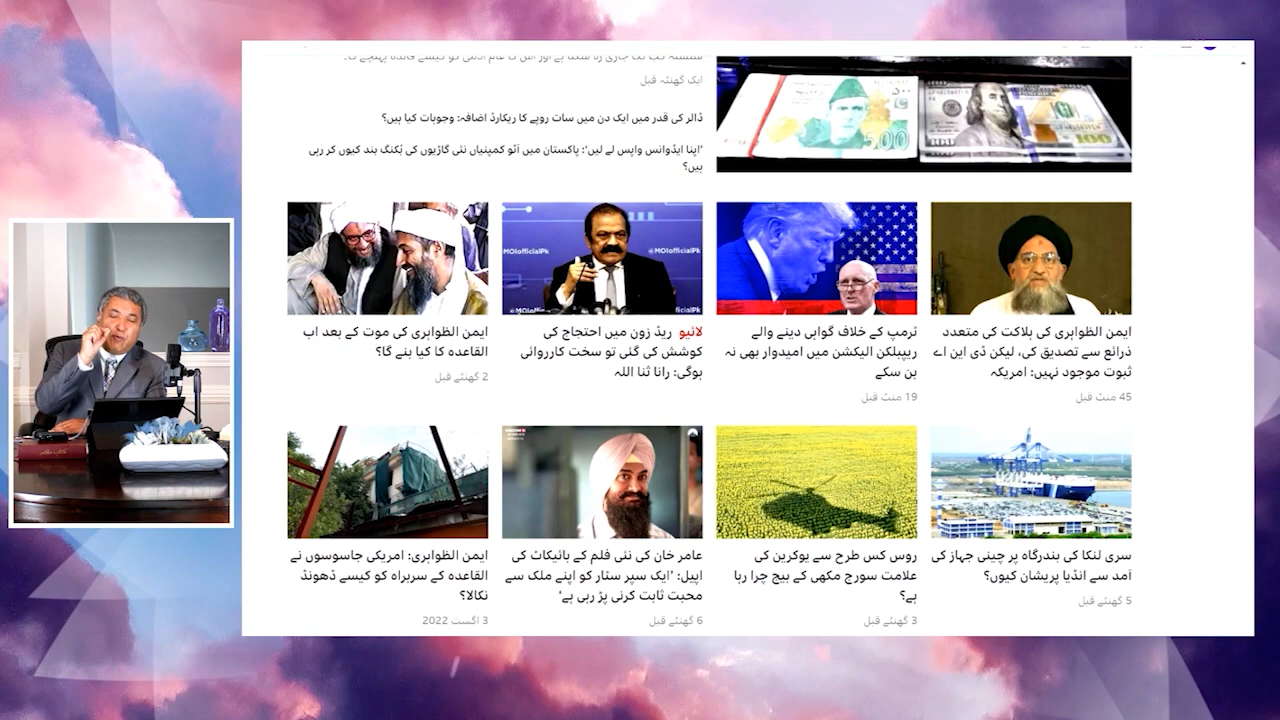 ایک گھنٹہ قبل
ڈالر کی قدر میں ایک دن میں سات روپے کا ریکارڈ اضافہ: وجوہات کیا ہیں؟
’اپنا ایڈوانس واپس لے لیں‘: پاکستان میں آٹو کمپنیاں نئی گاڑیوں کی بکنگ بند کیوں کر رہی
ہیں؟
500
100
100
ایمن الظواہری کی ہلاکت کی متعدد
ذرائع سے تصدیق کی، لیکن ڈی این اے
ثبوت موجود نہیں: امریکہ
45 منٹ قبل
ٹرمپ کے خلاف گواہی دینے والے
ریپبلکن الیکشن میں امیدوار بھی نہ
بن سکے
19 منٹ قبل
@MOIofficialPk
لائیو ریڈ زون میں احتجاج کی
کوشش کی گئی تو سخت کارروائی
ہوگی: رانا ثنا اللہ
ایمن الظواہری کی موت کے بعد اب
القاعدہ کا کیا بنے گا؟
2 گھنٹے قبل
سری لنکا کی بندرگاہ پر چینی جہاز کی
آمد سے انڈیا پریشان کیوں؟
5 گھنٹے قبل
روس کس طرح سے یوکرین کی
علامت سورج مکھی کے بیج چرا رہا
ہے؟
3 گھنٹے قبل
عامر خان کی نئی فلم کے بائیکاٹ کی
اپیل: ’ایک سپر سٹار کو اپنے ملک سے
محبت ثابت کرنی پڑ رہی ہے‘
6 گھنٹے قبل
ایمن الظواہری: امریکی جاسوسوں نے
القاعدہ کے سربراہ کو کیسے ڈھونڈ
نکالا؟
3 اگست 2022